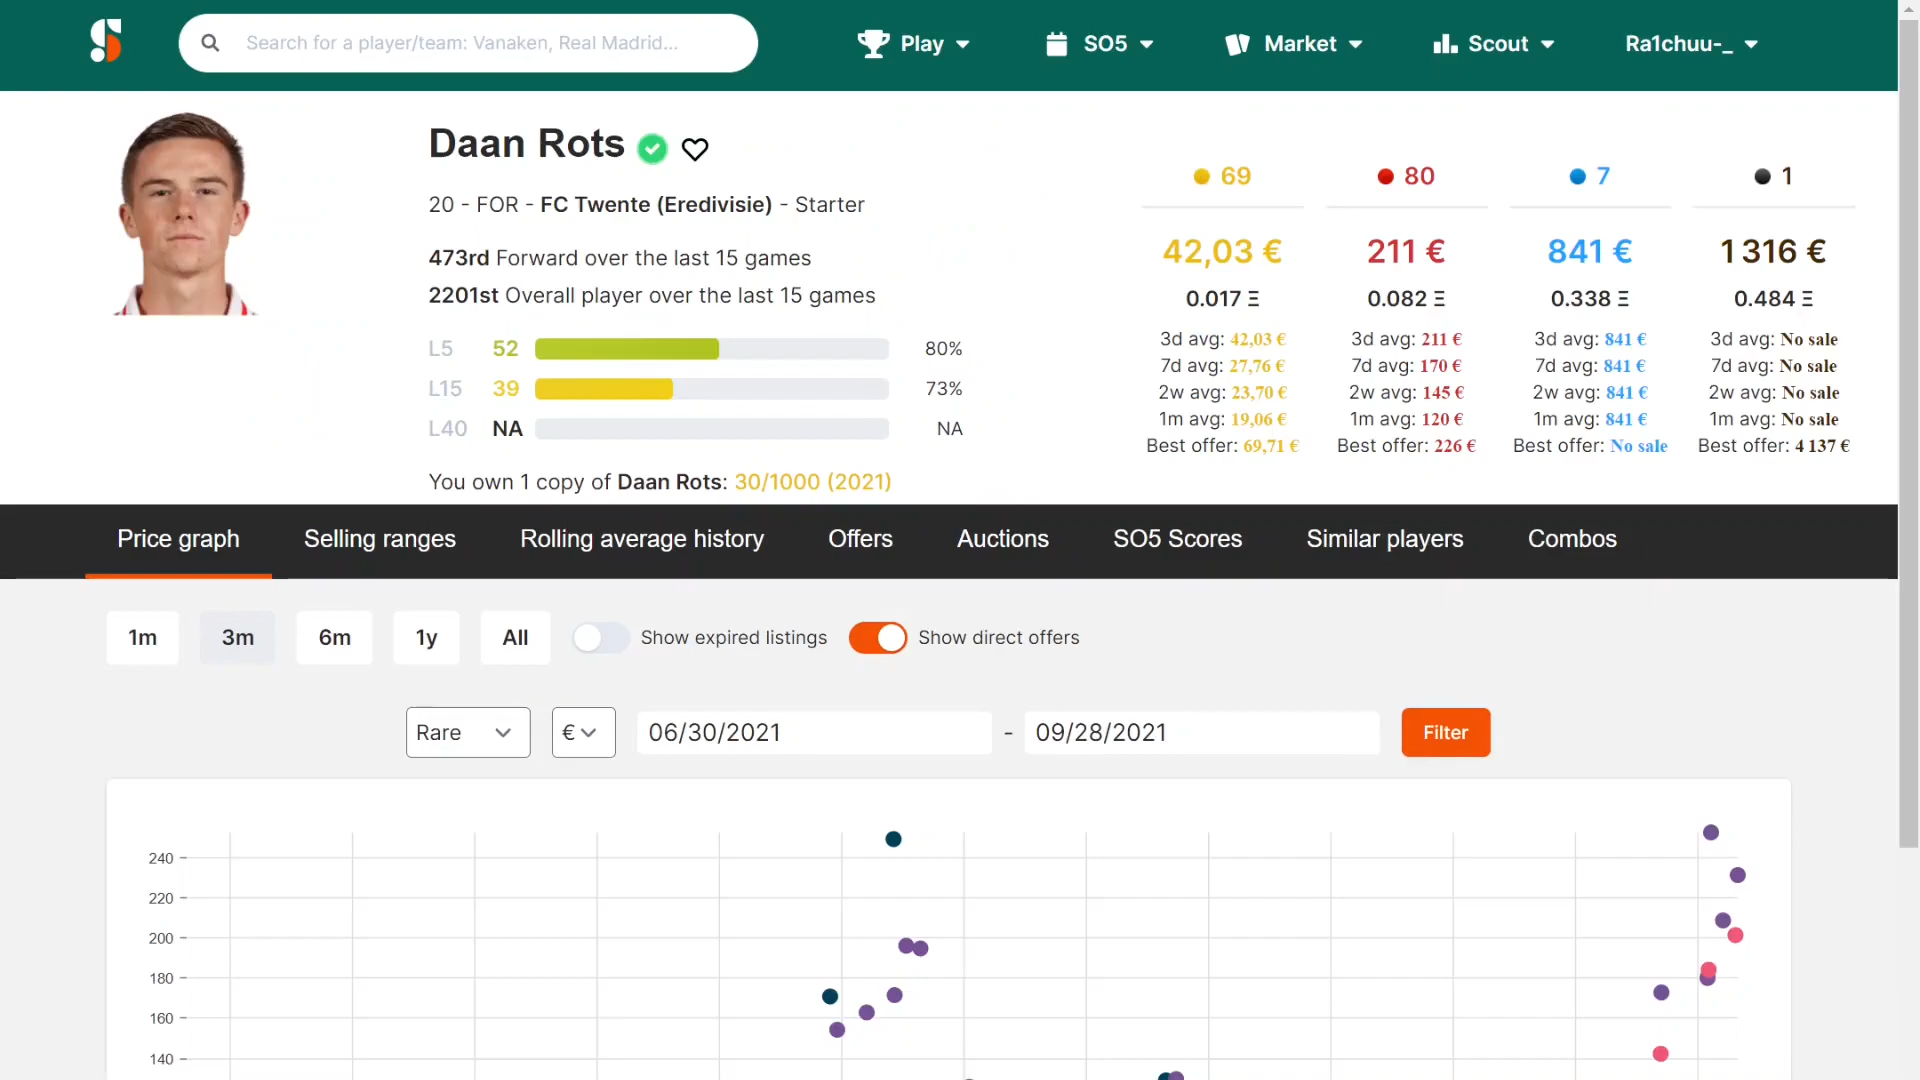 Search for a player/team: Vanaken, Real Madrid...
Play
SO5
Market
Scout
Ra1chuu-_
Daan Rots
20 - FOR - FC Twente (Eredivisie) - Starter
473rd Forward over the last 15 games
2201st Overall player over the last 15 games
L5 52 80%
L15 39 73%
L40 NA NA
You own 1 copy of Daan Rots: 30/1000 (2021)
69
42,03 €
0.017 Ξ
3d avg: 42,03 €
7d avg: 27,76 €
2w avg: 23,70 €
1m avg: 19,06 €
Best offer: 69,71 €
80
211 €
0.082 Ξ
3d avg: 211 €
7d avg: 170 €
2w avg: 145 €
1m avg: 120 €
Best offer: 226 €
7
841 €
0.338 Ξ
3d avg: 841 €
7d avg: 841 €
2w avg: 841 €
1m avg: 841 €
Best offer: No sale
1
1 316 €
0.484 Ξ
3d avg: No sale
7d avg: No sale
2w avg: No sale
1m avg: No sale
Best offer: 4 137 €
Price graph
Selling ranges
Rolling average history
Offers
Auctions
SO5 Scores
Similar players
Combos
1m
3m
6m
1y
All
Show expired listings
Show direct offers
Rare
€
06/30/2021 - 09/28/2021
Filter
240
220
200
180
160
140